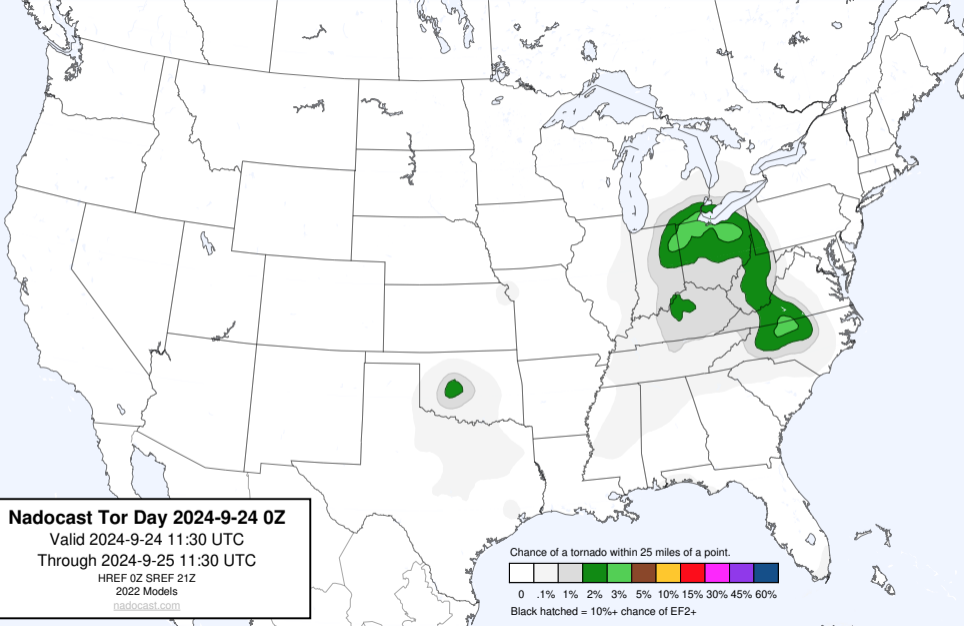 Nadocast Tor Day 2024-9-24 0Z
Valid 2024-9-24 11:30 UTC
Through 2024-9-25 11:30 UTC
HREF 0Z SREF 21Z
2022 Models
nadocast.com
Chance of a tornado within 25 miles of a point.
0 .1% 1% 2% 3% 5% 10% 15% 30% 45% 60%
Black hatched = 10%+ chance of EF2+